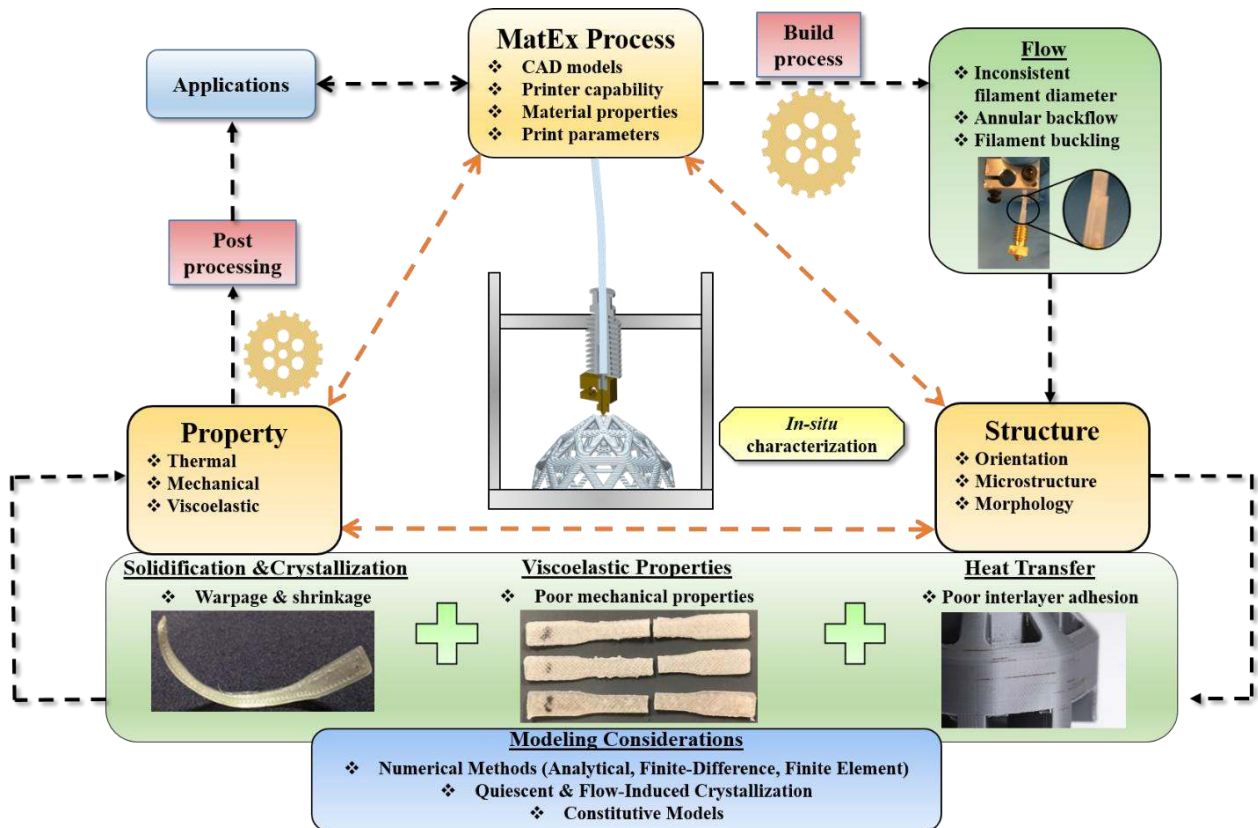 MatEx Process
❖ CAD models
❖ Printer capability
❖ Material properties
❖ Print parameters
Build
process
Flow
❖ Inconsistent
filament diameter
❖ Annular backflow
❖ Filament buckling
Applications
Post
processing
Property
❖ Thermal
❖ Mechanical
❖ Viscoelastic
In-situ
characterization
Structure
❖ Orientation
❖ Microstructure
❖ Morphology
Solidification &Crystallization
❖ Warpage & shrinkage
Viscoelastic Properties
❖ Poor mechanical properties
Heat Transfer
❖ Poor interlayer adhesion
Modeling Considerations
❖ Numerical Methods (Analytical, Finite-Difference, Finite Element)
❖ Quiescent & Flow-Induced Crystallization
❖ Constitutive Models